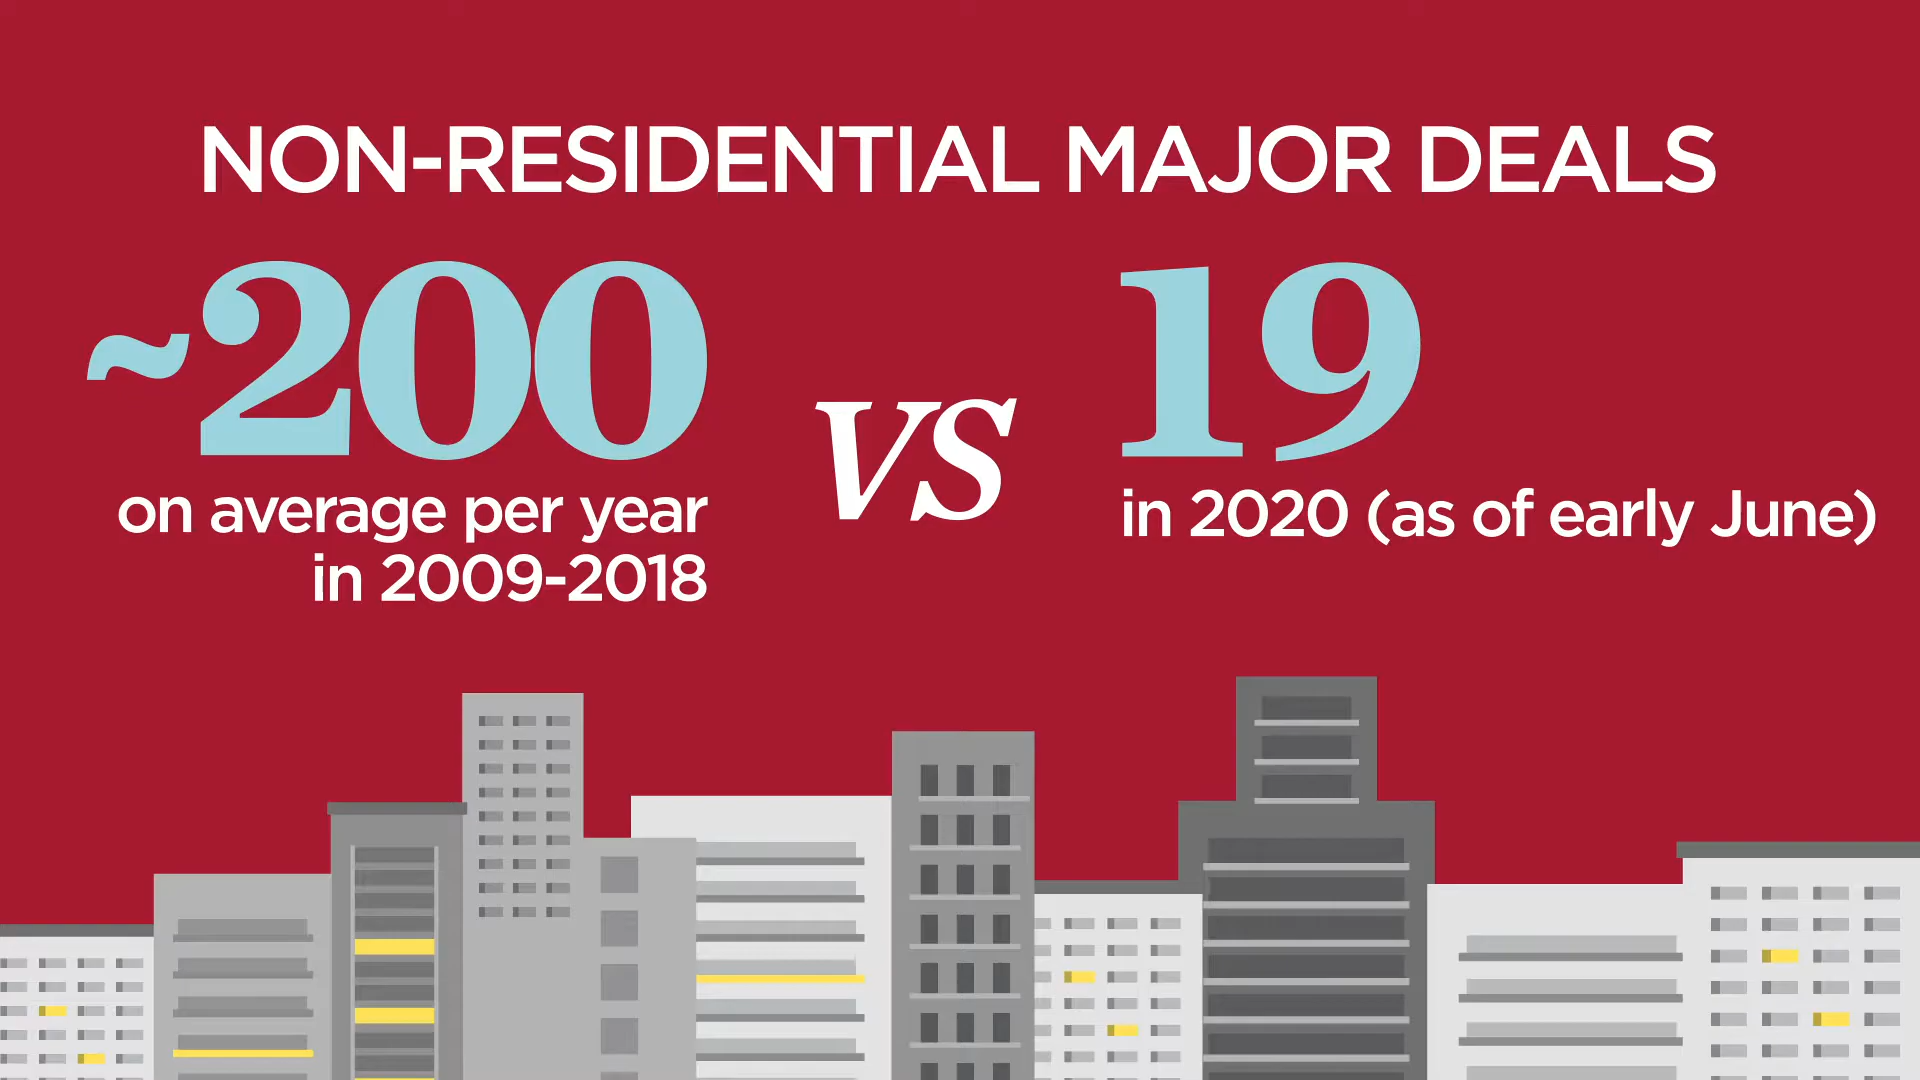 NON-RESIDENTIAL MAJOR DEALS
~200
on average per year
in 2009-2018
VS
19
in 2020 (as of early June)